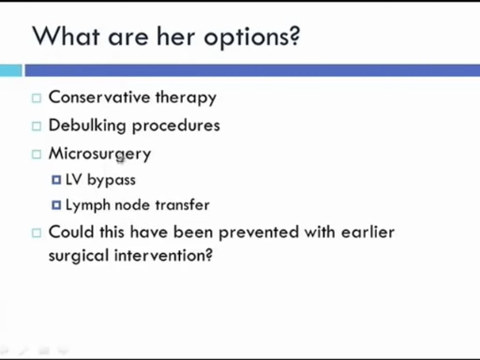 What are her options?
Conservative therapy
Debulking procedures
Microsurgery
LV bypass
Lymph node transfer
Could this have been prevented with earlier
surgical intervention?